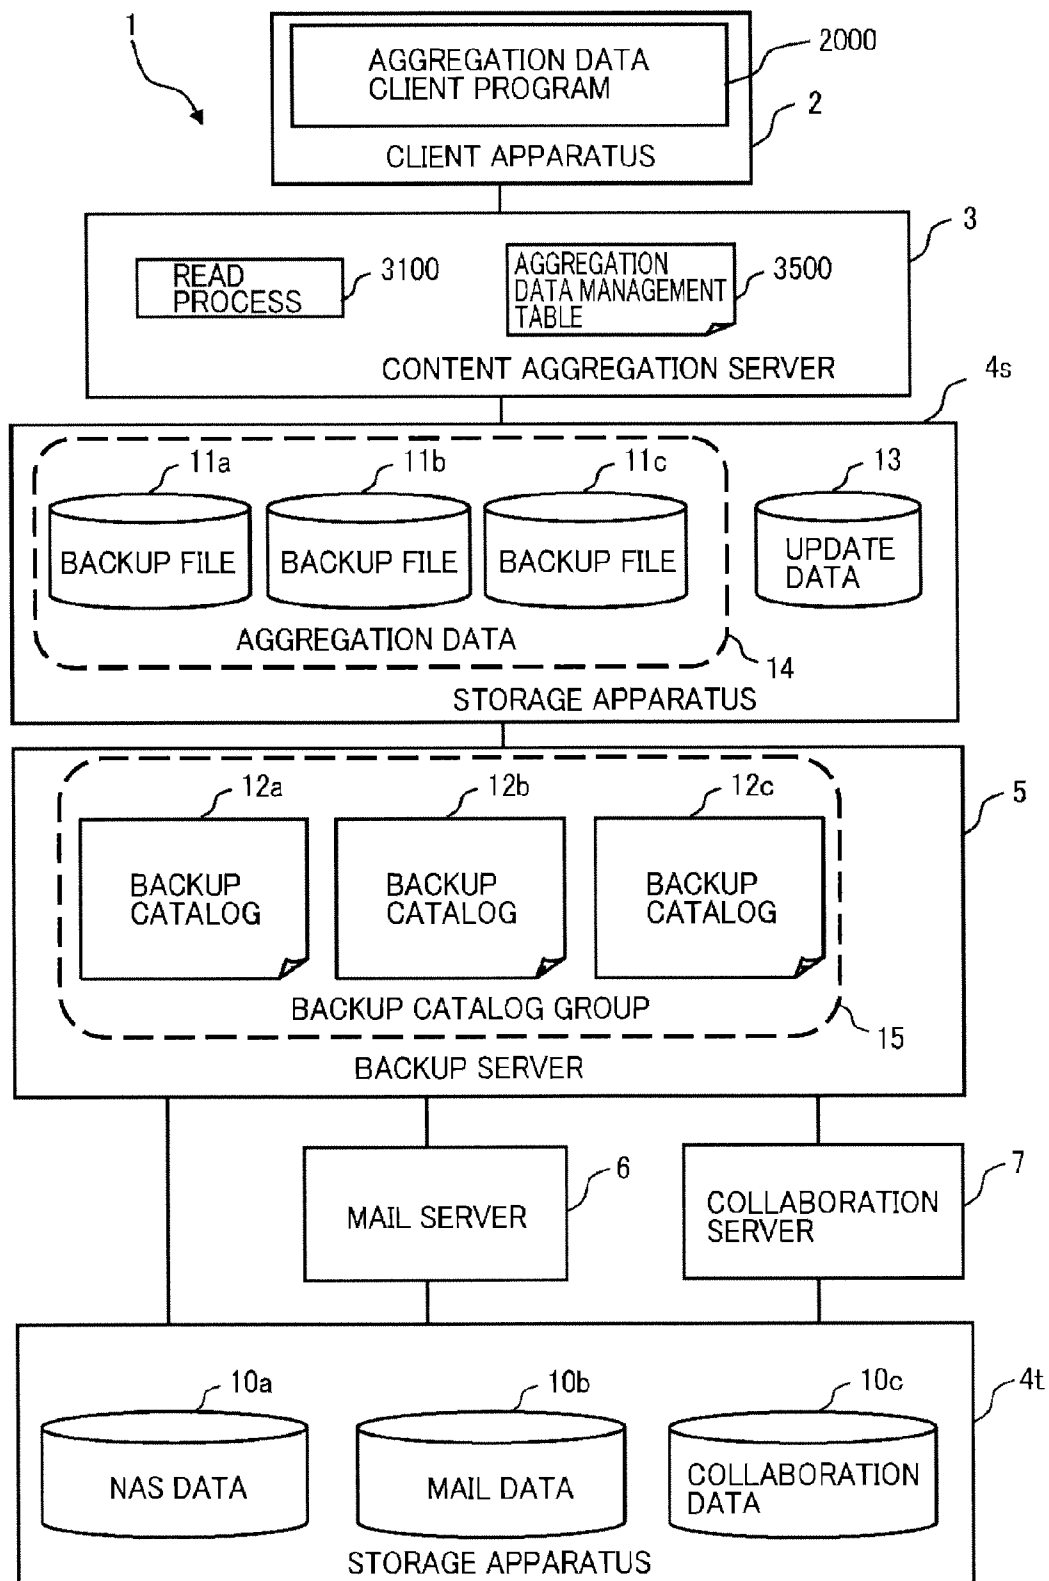 1
AGGREGATION DATA
CLIENT PROGRAM
2000
2
CLIENT APPARATUS
3
READ
PROCESS
3100
AGGREGATION
DATA MANAGEMENT
TABLE
3500
CONTENT AGGREGATION SERVER
4s
11a
11b
11c
13
BACKUP FILE
BACKUP FILE
BACKUP FILE
UPDATE
DATA
AGGREGATION DATA
14
STORAGE APPARATUS
12a
12b
12c
5
BACKUP
CATALOG
BACKUP
CATALOG
BACKUP
CATALOG
BACKUP CATALOG GROUP
15
BACKUP SERVER
6
7
MAIL SERVER
COLLABORATION
SERVER
10a
10b
10c
4t
NAS DATA
MAIL DATA
COLLABORATION
DATA
STORAGE APPARATUS